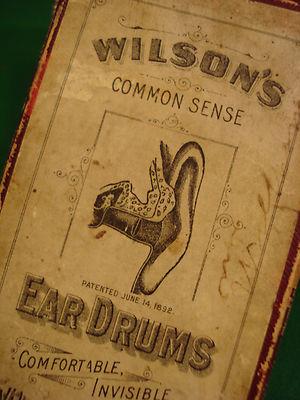 WILSON'S
COMMON SENSE
PATENTED JUNE 14, 1892.
EAR DRUMS
COMFORTABLE,
INVISIBLE